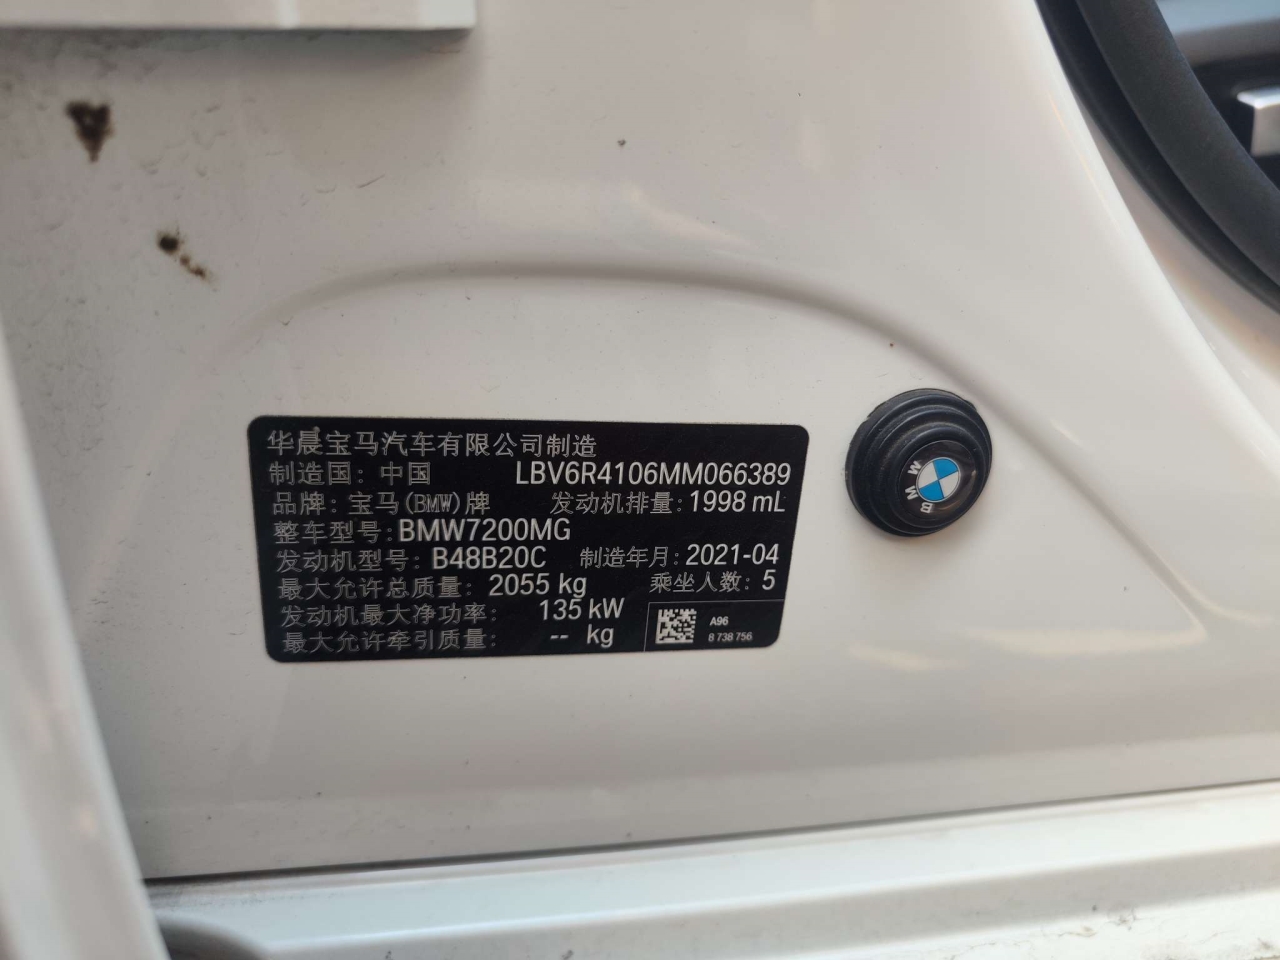 华晨宝马汽车有限公司制造
制造国: 中国 LBV6R4106MM066389
品牌: 宝马(BMW)牌 发动机排量: 1998 mL
整车型号: BMW7200MG
发动机型号: B48B20C 制造年月: 2021-04
最大允许总质量: 2055 kg 乘坐人数: 5
发动机最大净功率: 135 kW
最大允许牵引质量: -- kg
A96
8 738 756
BMW